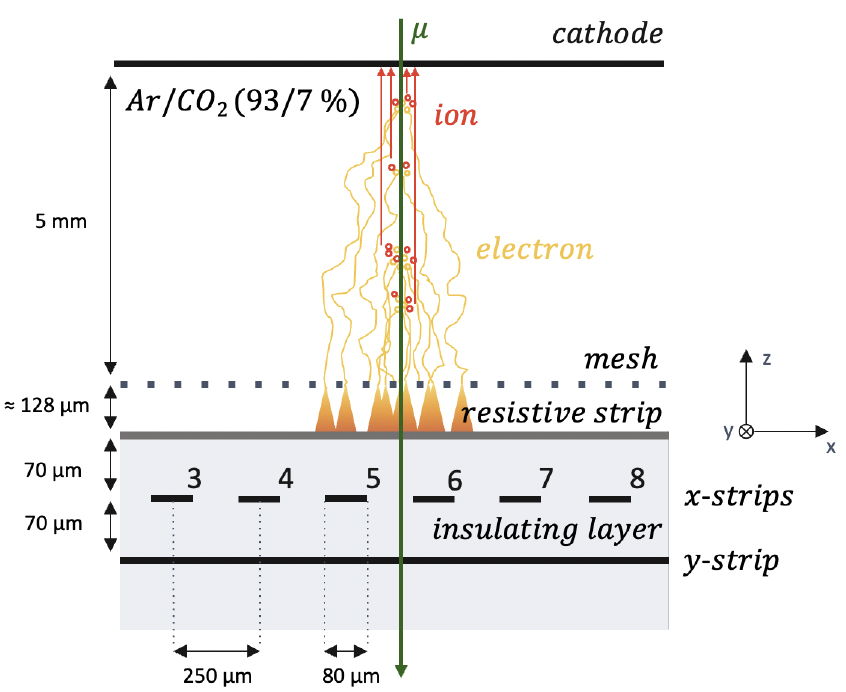 μ
cathode
Ar/CO₂ (93/7 %)
ion
5 mm
electron
mesh
z
≈ 128 μm
resistive strip
y
x
70 μm
3 4 5 6 7 8
x-strips
70 μm
insulating layer
y-strip
250 μm 80 μm